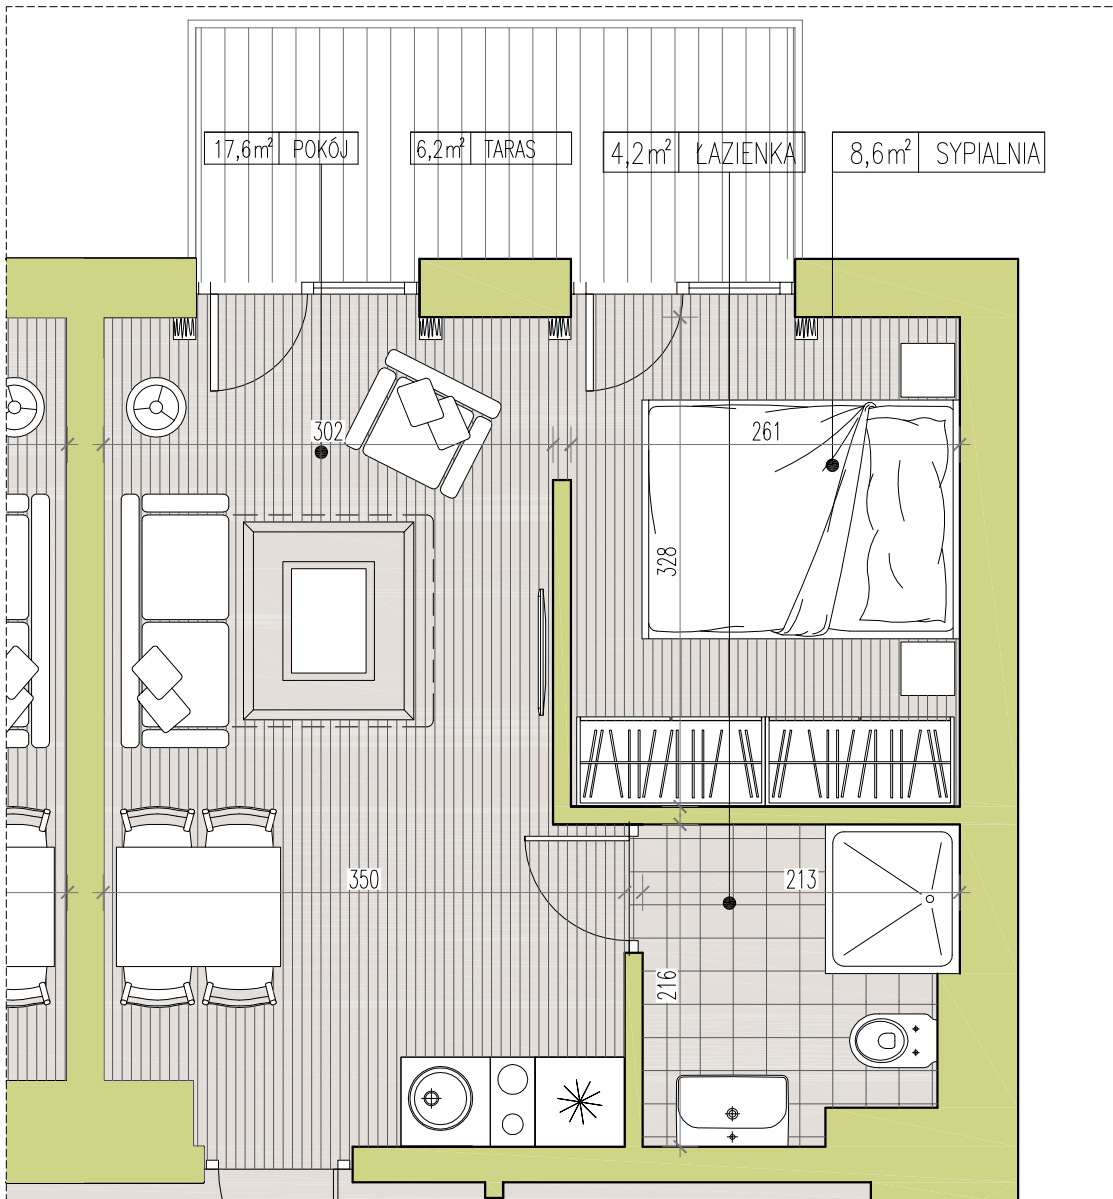 17,6m² POKÓJ
6,2m² TARAS
4,2m² ŁAZIENKA
8,6m² SYPIALNIA
302
261
328
350
213
216